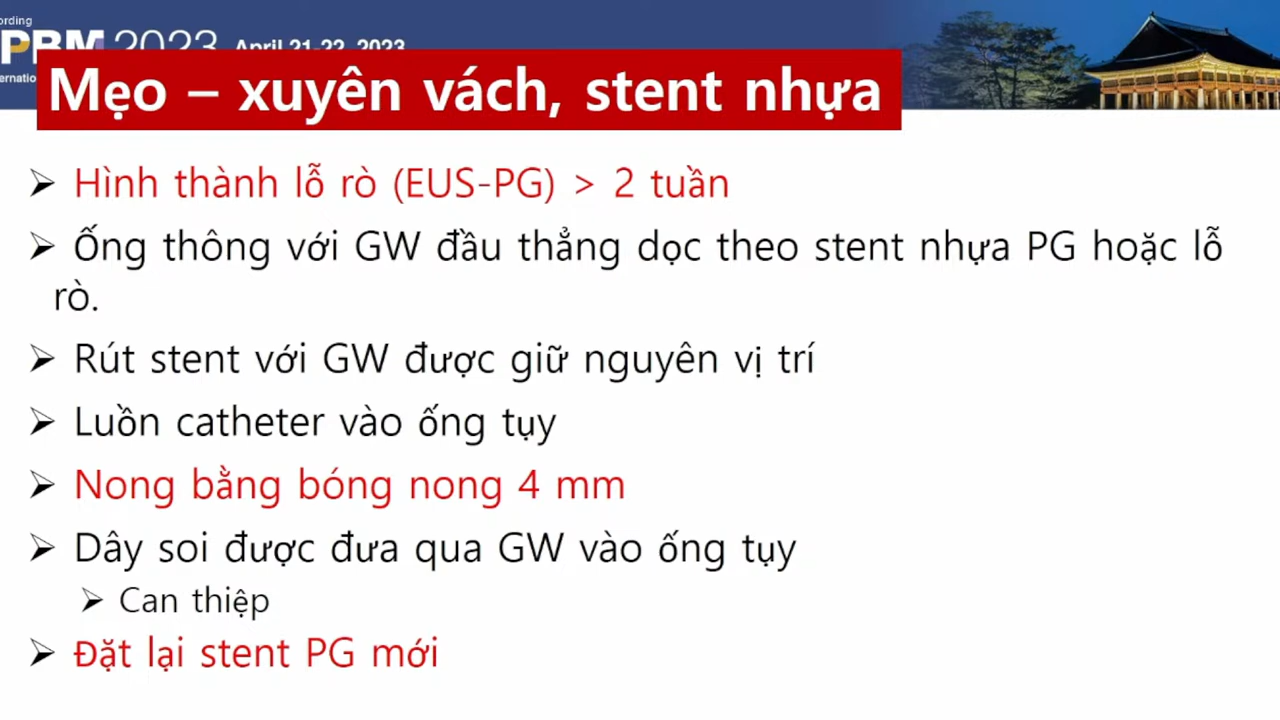 ording
PBM 2023 April 21-22, 2023
Mẹo – xuyên vách, stent nhựa
➢ Hình thành lỗ rò (EUS-PG) > 2 tuần
➢ Ống thông với GW đầu thẳng dọc theo stent nhựa PG hoặc lỗ
rò.
➢ Rút stent với GW được giữ nguyên vị trí
➢ Luồn catheter vào ống tụy
➢ Nong bằng bóng nong 4 mm
➢ Dây soi được đưa qua GW vào ống tụy
➢ Can thiệp
➢ Đặt lại stent PG mới